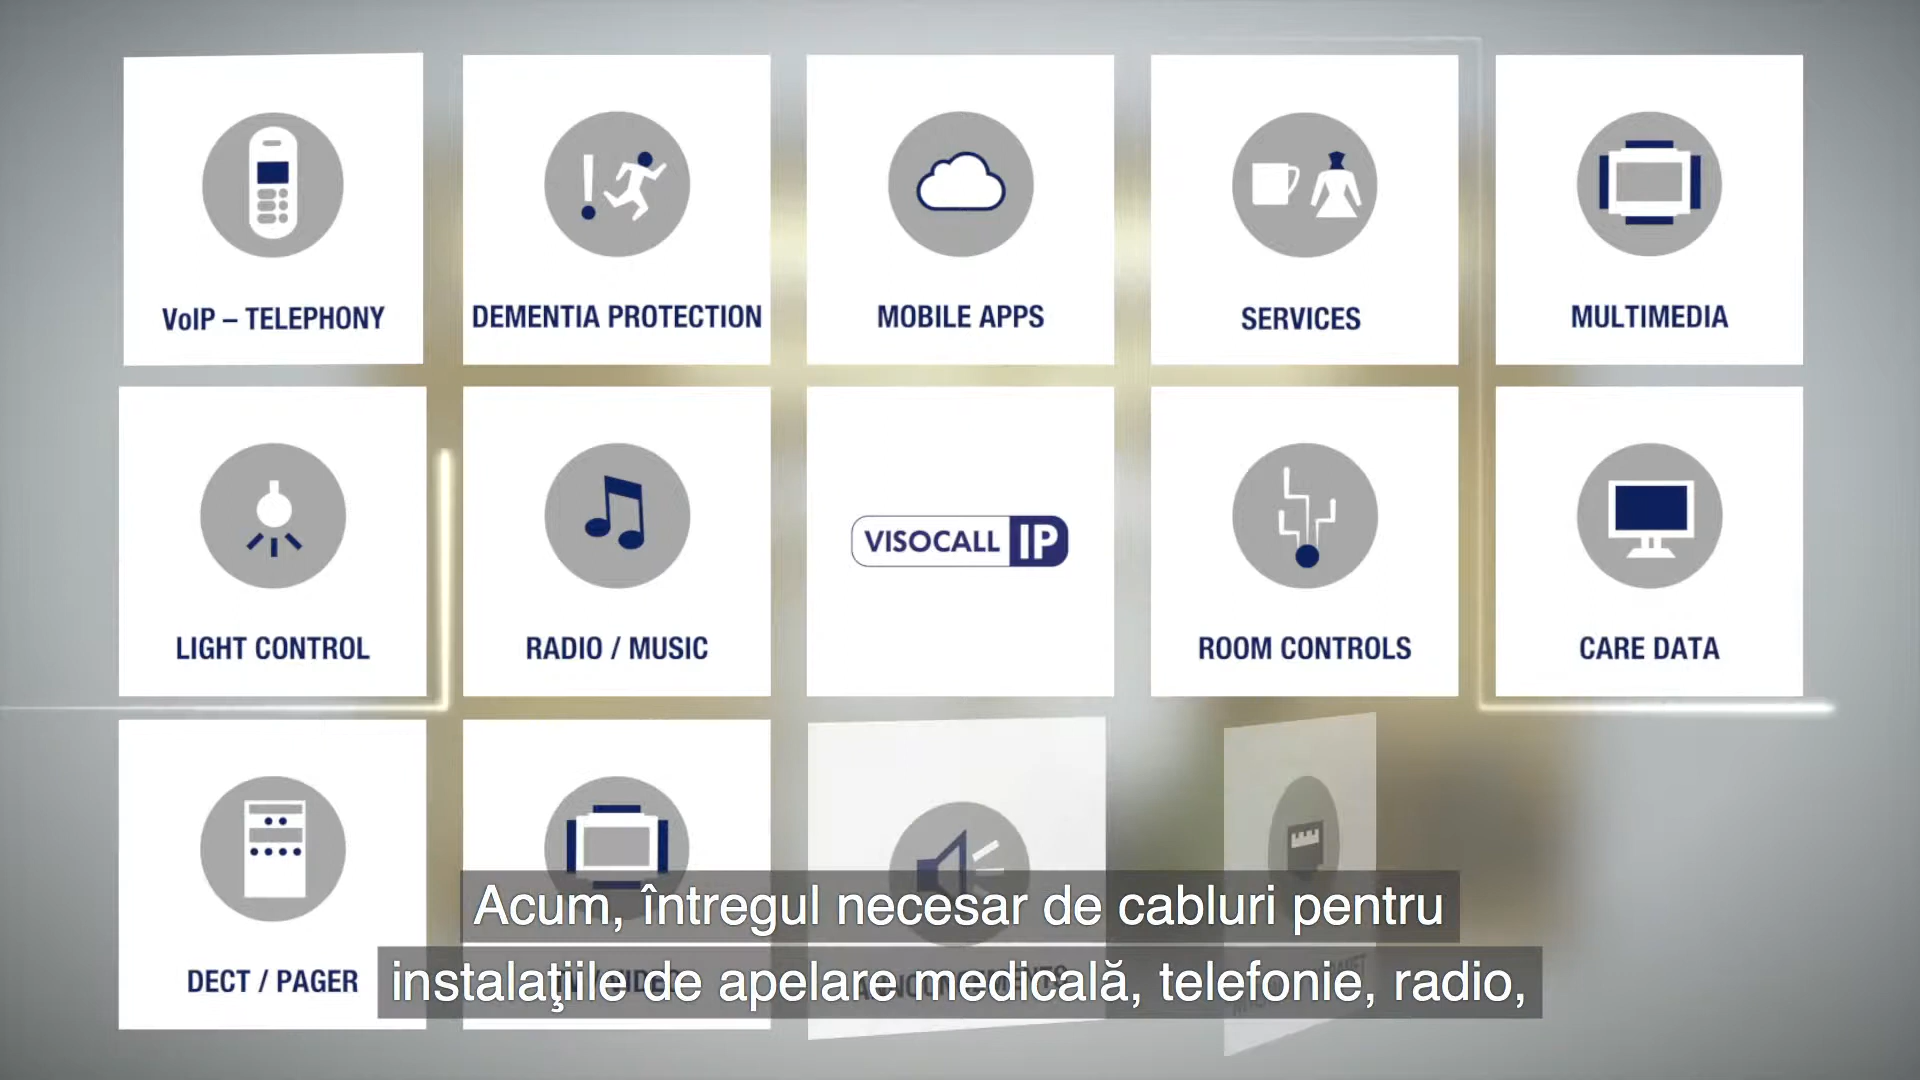 VoIP – TELEPHONY
DEMENTIA PROTECTION
MOBILE APPS
SERVICES
MULTIMEDIA
LIGHT CONTROL
RADIO / MUSIC
VISOCALL IP
ROOM CONTROLS
CARE DATA
DECT / PAGER
Acum, întregul necesar de cabluri pentru
instalaţiile de apelare medicală, telefonie, radio,